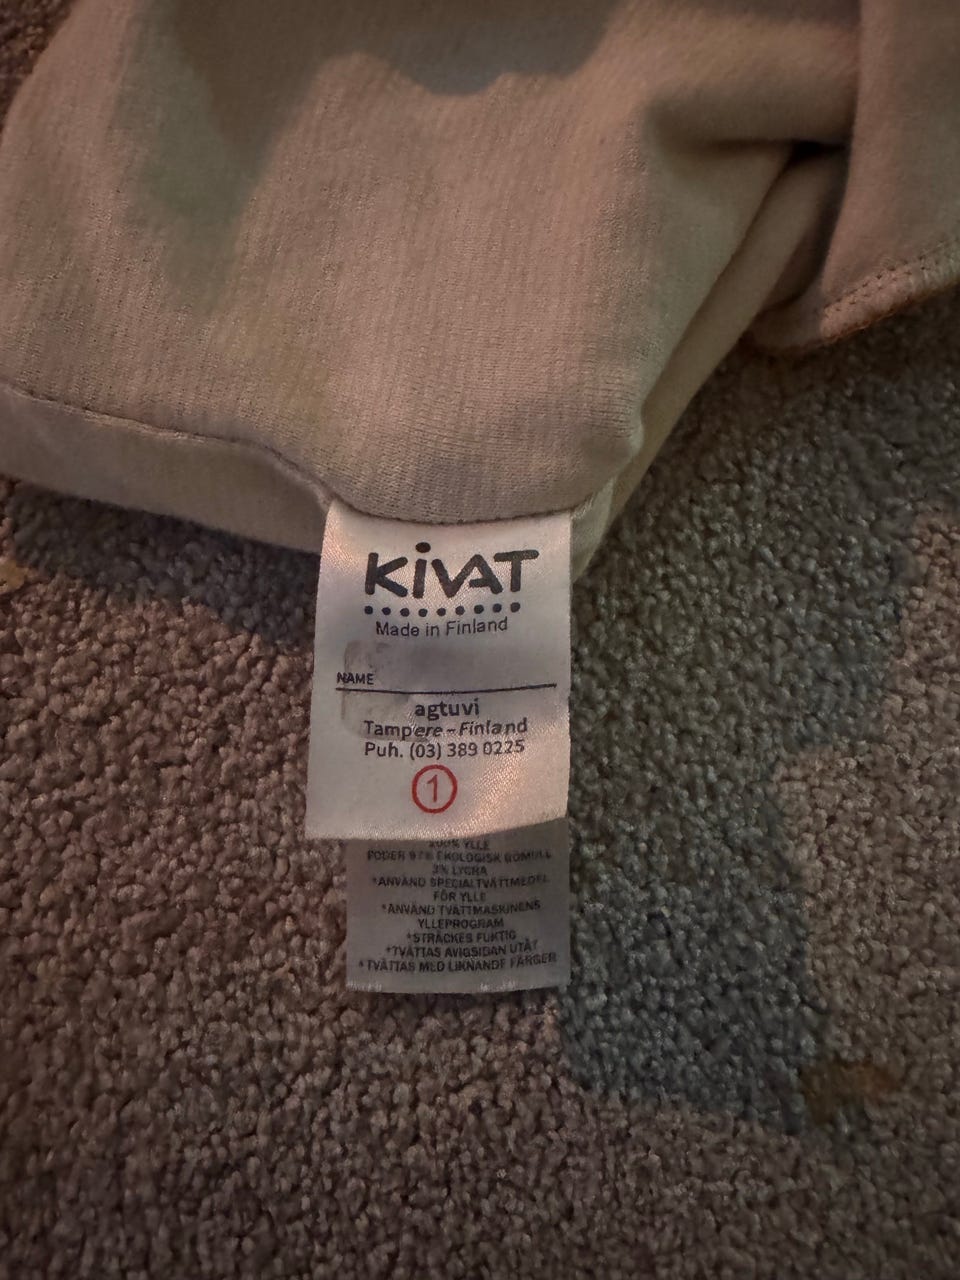 KiVAT
Made in Finland
NAME
agtuvi
Tampere - Finland
Puh. (03) 389 0225
1
100% YLLE
FODER 97% EKOLOGISK BOMULL
3% LYCRA
*ANVÄND SPECIALTVÄTTMEDEL
FÖR YLLE
*ANVÄND TVÄTTMASKINENS
YLLEPROGRAM
*STRÄCKES FUKTIG
*TVÄTTAS AVIGSIDAN UTÅT
*TVÄTTAS MED LIKNANDE FÄRGER